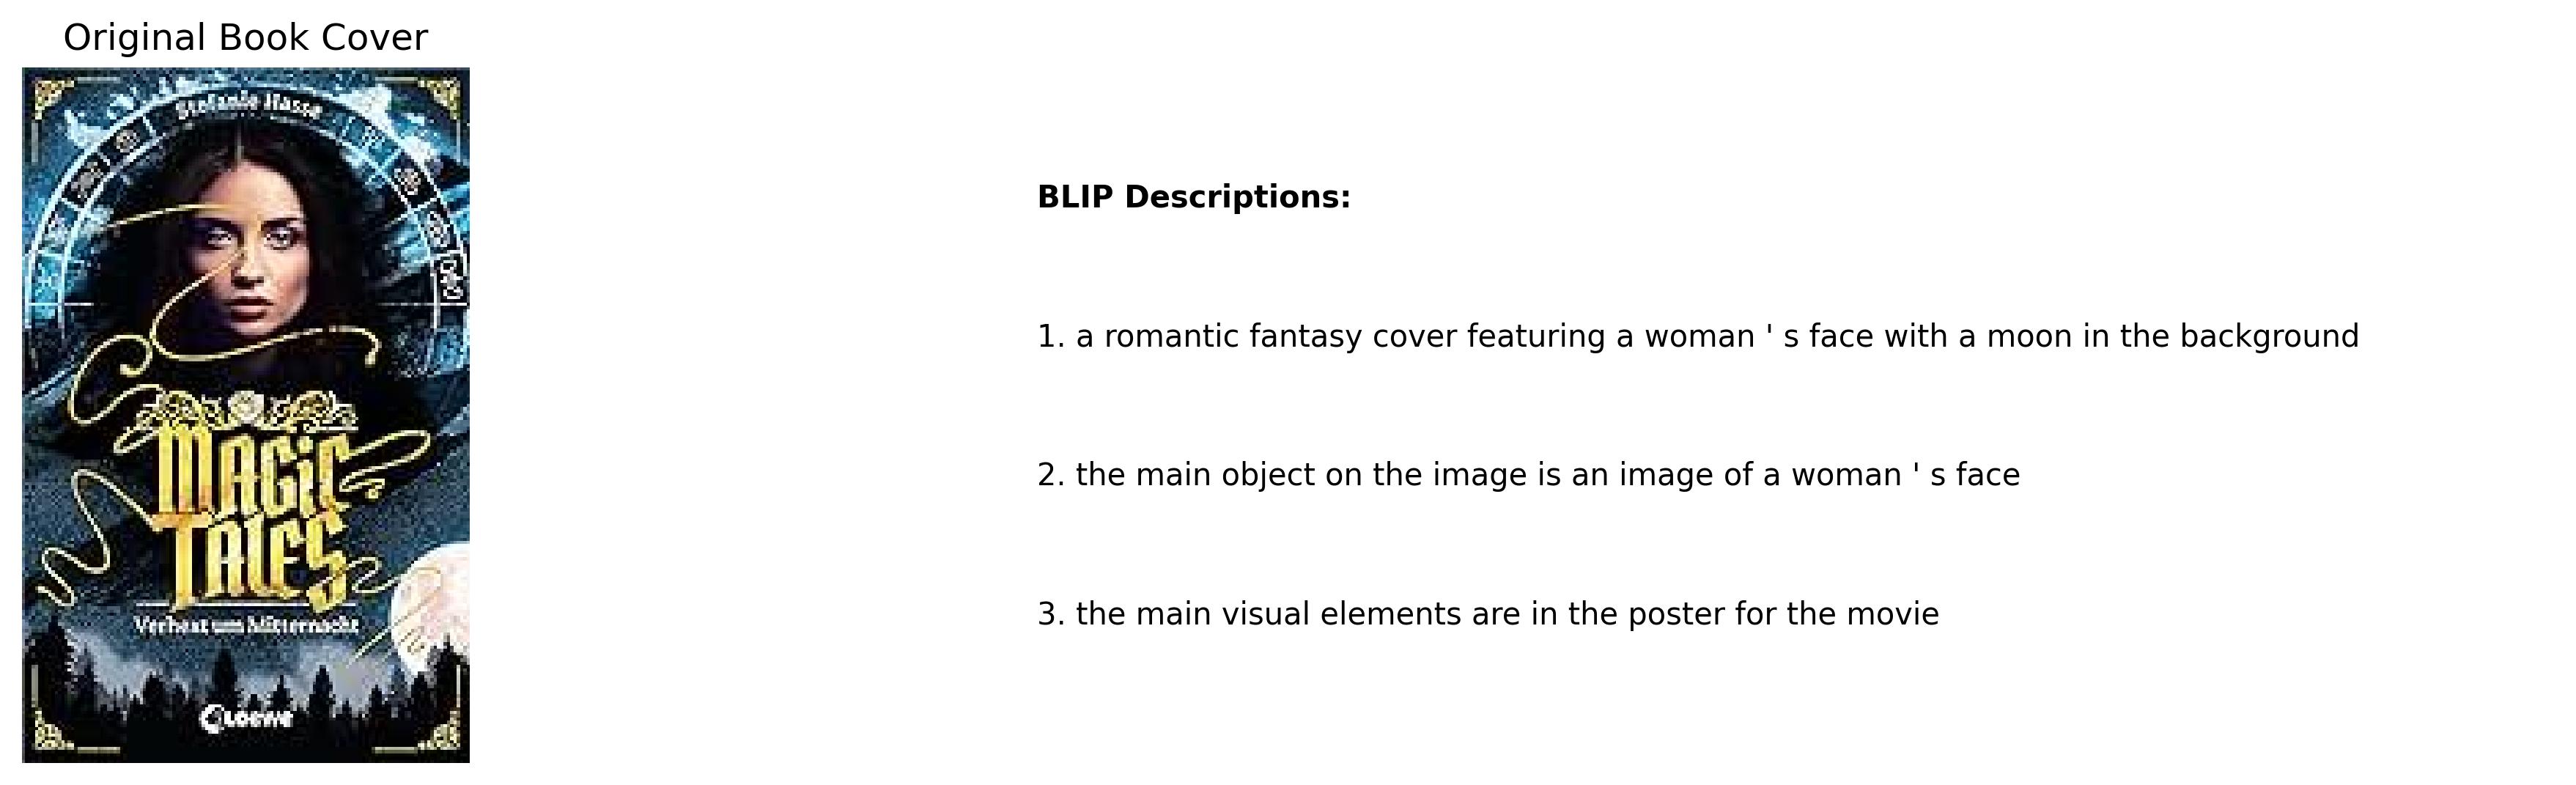 Original Book Cover
Stefanie Hasse
MAGIC
TALES
Verhext um Mitternacht
Loewe
BLIP Descriptions:
1. a romantic fantasy cover featuring a woman ' s face with a moon in the background
2. the main object on the image is an image of a woman ' s face
3. the main visual elements are in the poster for the movie